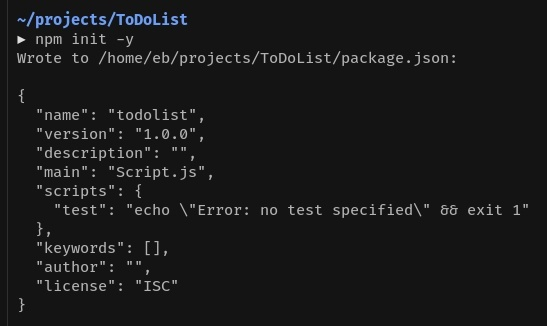 ~/projects/ToDoList
► npm init -y
Wrote to /home/eb/projects/ToDoList/package.json:
{
  "name": "todolist",
  "version": "1.0.0",
  "description": "",
  "main": "Script.js",
  "scripts": {
    "test": "echo \"Error: no test specified\" && exit 1"
  },
  "keywords": [],
  "author": "",
  "license": "ISC"
}